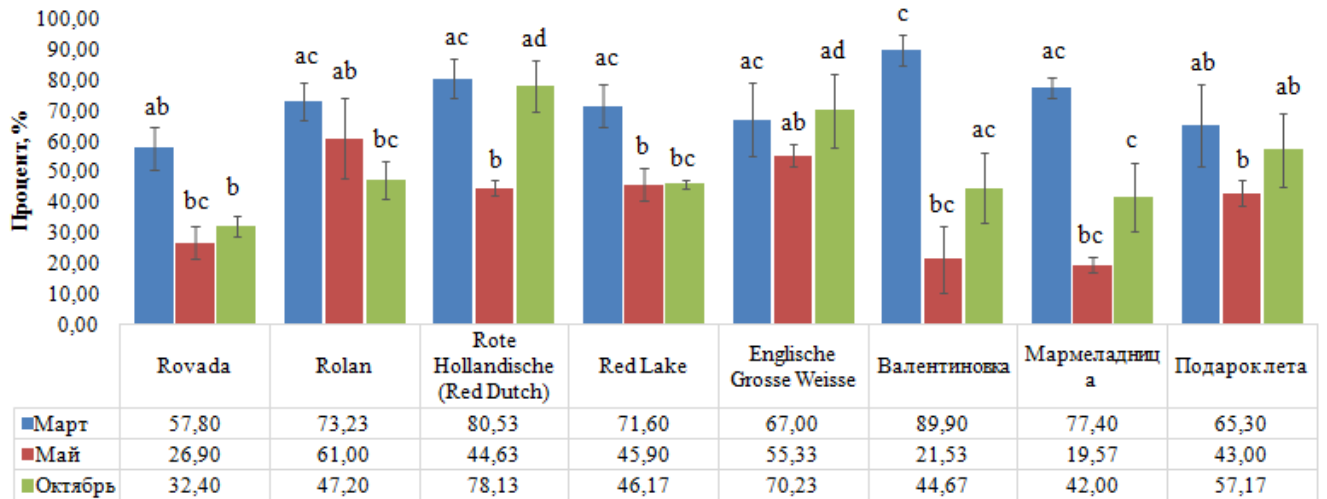 100,00
90,00
80,00
70,00
60,00
50,00
40,00
30,00
20,00
10,00
0,00
Процент, %
ab bc b
ac ab bc
ac b ad
ac b bc
ac ab ad
c bc ac
ac bc c
ab b ab
Rovada
Rolan
Rote
Hollandische
(Red Dutch)
Red Lake
Englische
Grosse Weisse
Валентиновка
Мармеладниц
а
Подарок лета
Март 57,80 73,23 80,53 71,60 67,00 89,90 77,40 65,30
Май 26,90 61,00 44,63 45,90 55,33 21,53 19,57 43,00
Октябрь 32,40 47,20 78,13 46,17 70,23 44,67 42,00 57,17